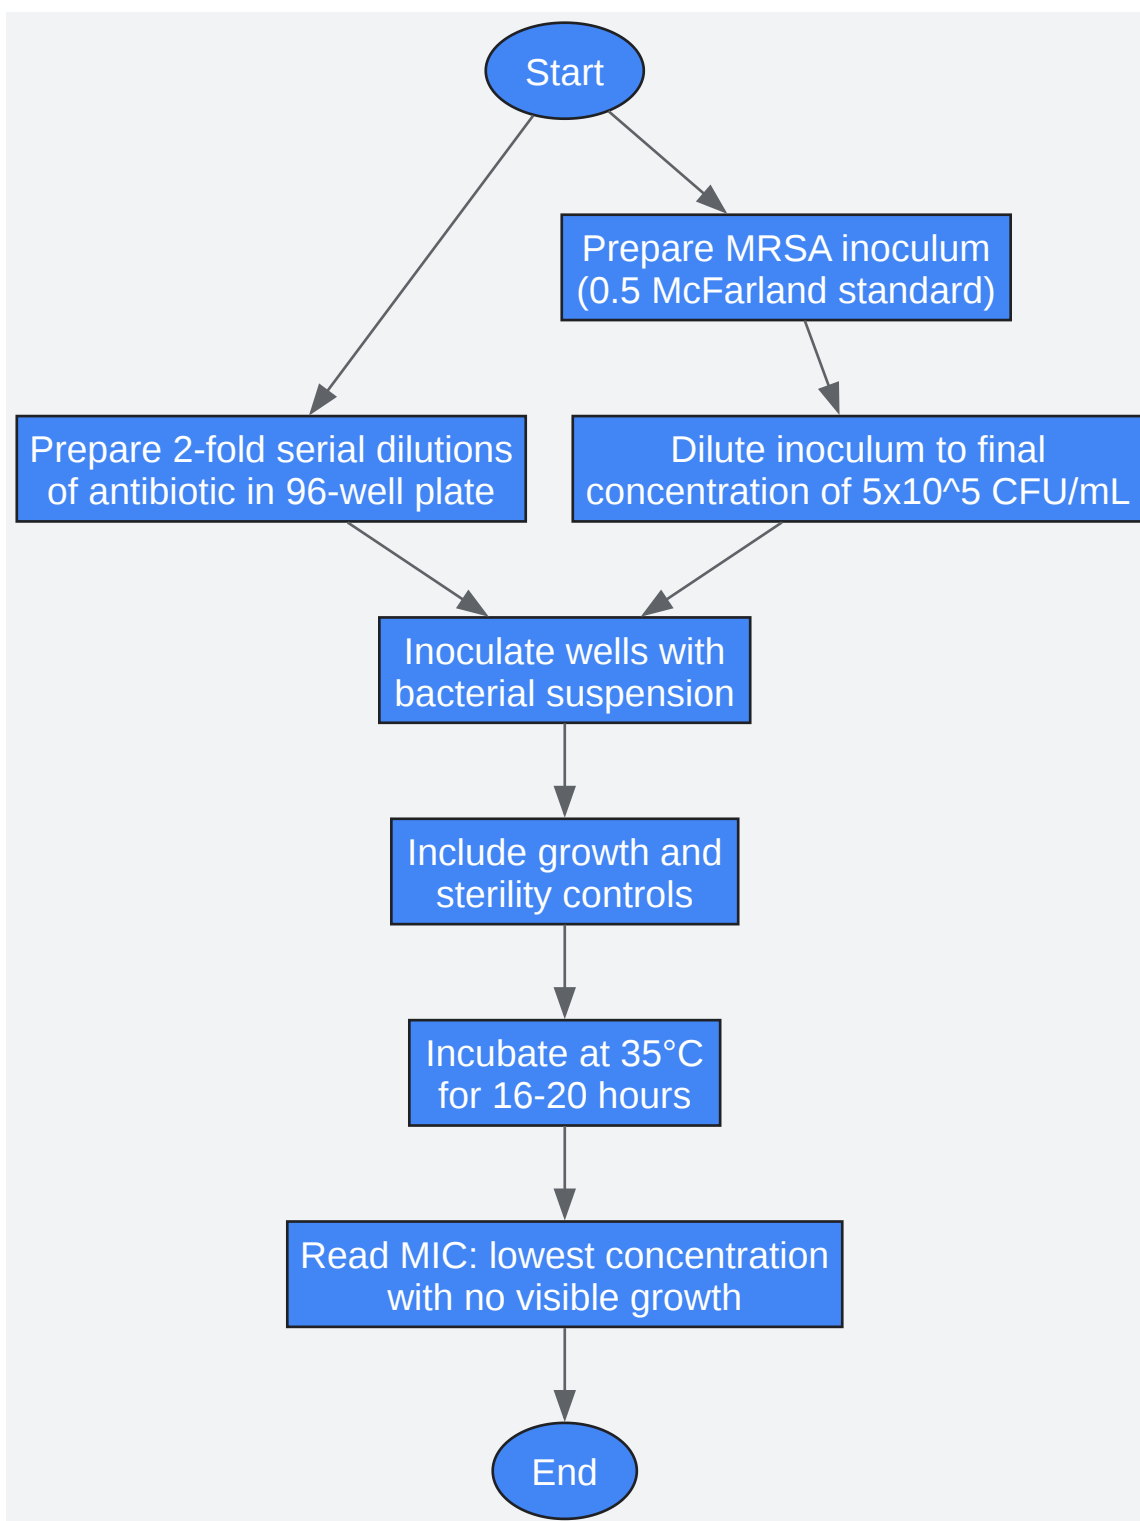 Start
Prepare MRSA inoculum
(0.5 McFarland standard)
Prepare 2-fold serial dilutions
of antibiotic in 96-well plate
Dilute inoculum to final
concentration of 5x10^5 CFU/mL
Inoculate wells with
bacterial suspension
Include growth and
sterility controls
Incubate at 35°C
for 16-20 hours
Read MIC: lowest concentration
with no visible growth
End